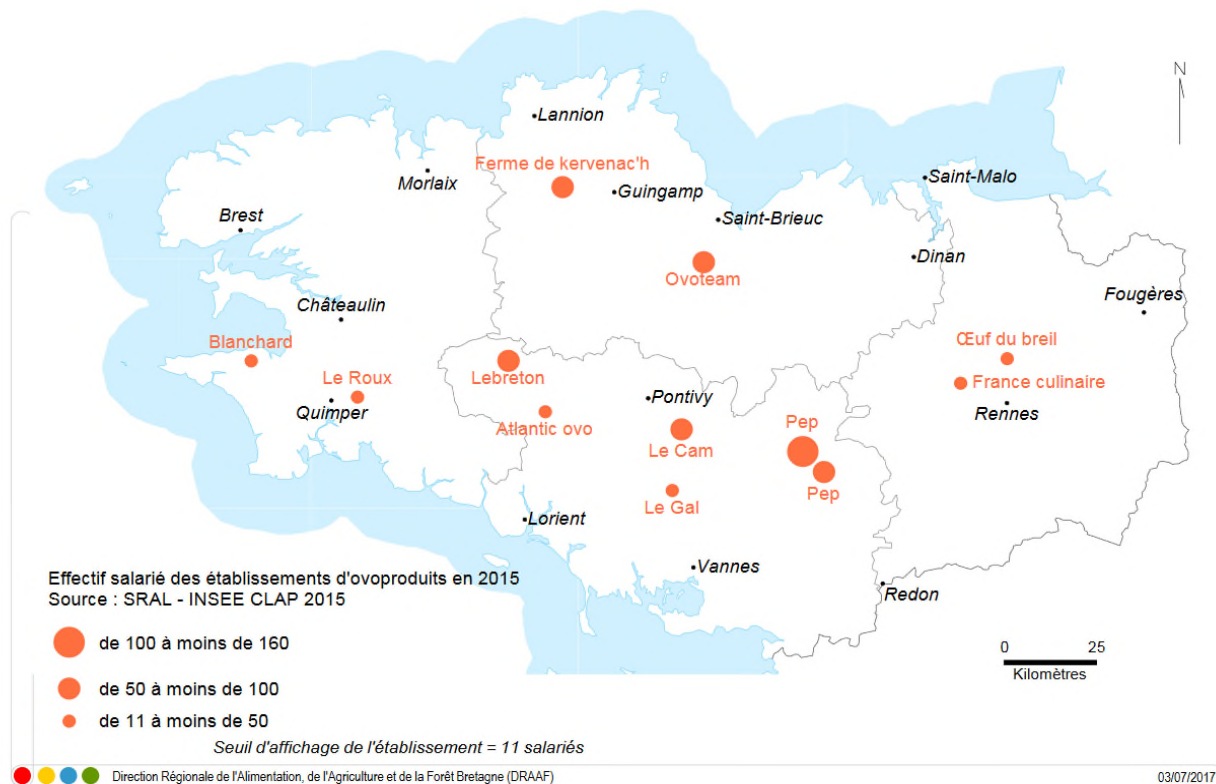 N
Lannion
Ferme de kervenac'h
Morlaix
Guingamp
Saint-Malo
Brest
Saint-Brieuc
Dinan
Ovoteam
Châteaulin
Fougères
Blanchard
Œuf du breil
Le Roux
Lebreton
France culinaire
Quimper
Pontivy
Rennes
Atlantic ovo
Pep
Le Cam
Pep
Le Gal
Lorient
Vannes
Redon
Effectif salarié des établissements d'ovoproduits en 2015
Source : SRAL - INSEE CLAP 2015
de 100 à moins de 160
de 50 à moins de 100
de 11 à moins de 50
Seuil d'affichage de l'établissement = 11 salariés
0 25
Kilomètres
Direction Régionale de l'Alimentation, de l'Agriculture et de la Forêt Bretagne (DRAAF)
03/07/2017